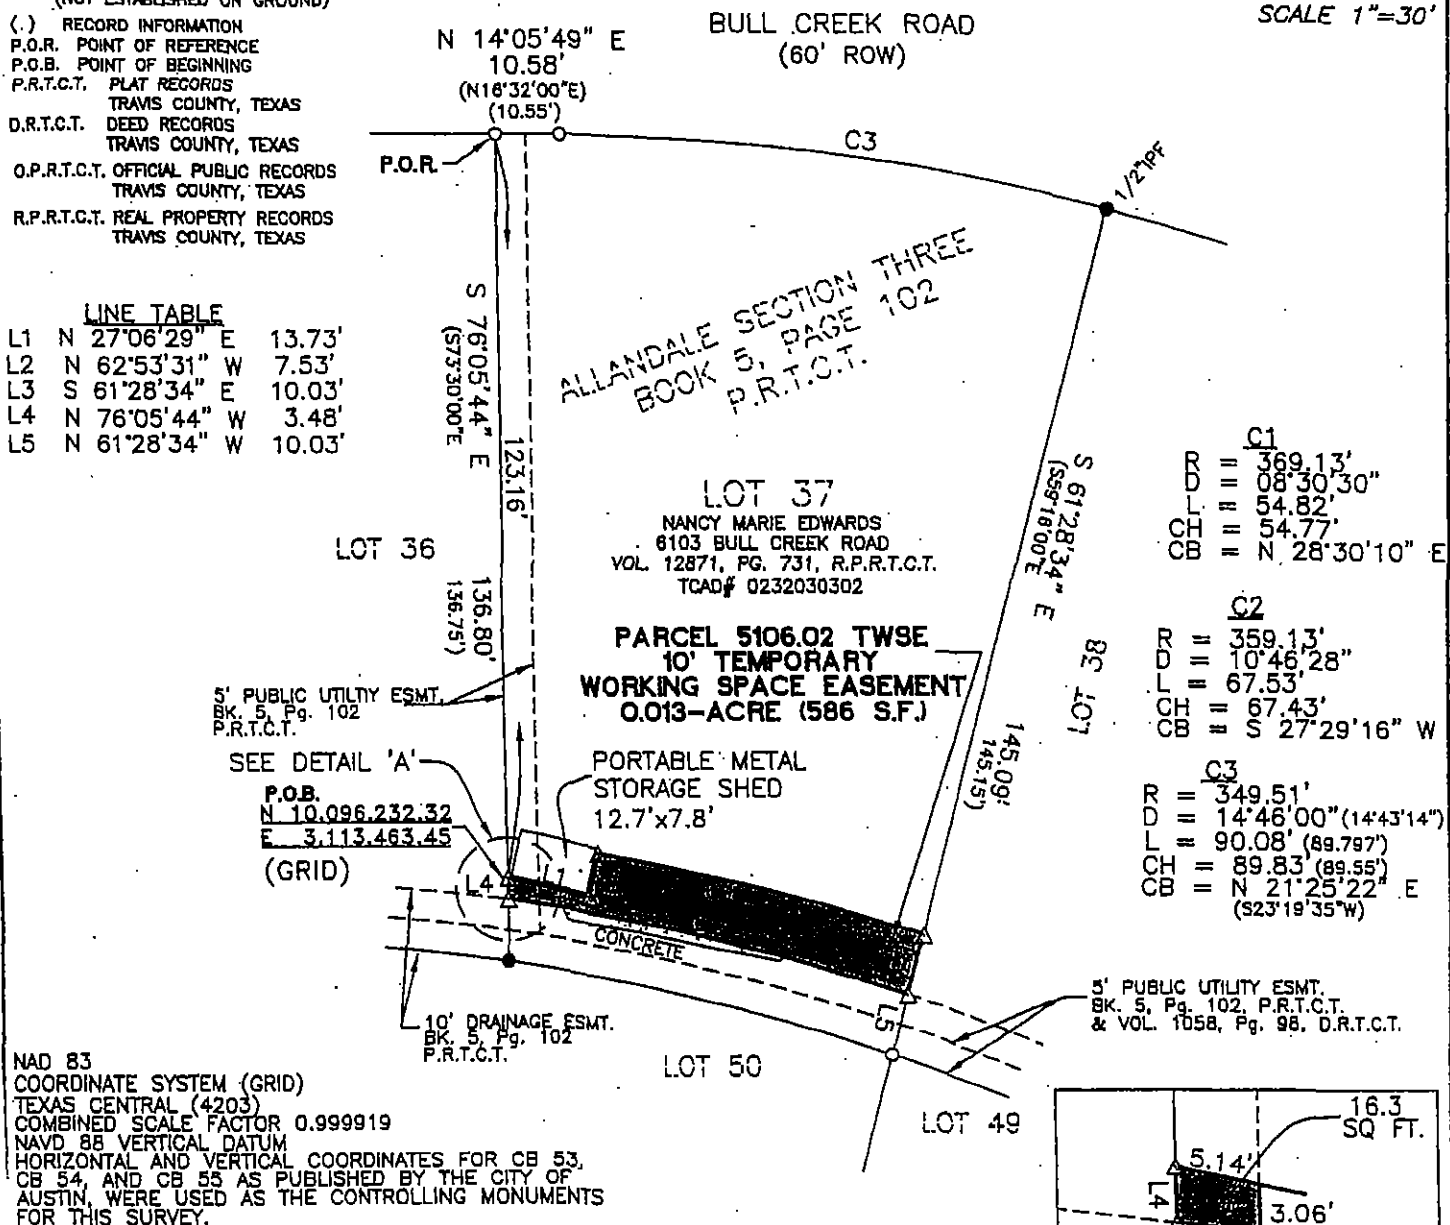 (NOT ESTABLISHED ON GROUND)
(.) RECORD INFORMATION
P.O.R. POINT OF REFERENCE
P.O.B. POINT OF BEGINNING
P.R.T.C.T. PLAT RECORDS
TRAVIS COUNTY, TEXAS
D.R.T.C.T. DEED RECORDS
TRAVIS COUNTY, TEXAS
O.P.R.T.C.T. OFFICIAL PUBLIC RECORDS
TRAVIS COUNTY, TEXAS
R.P.R.T.C.T. REAL PROPERTY RECORDS
TRAVIS COUNTY, TEXAS
N 14°05'49" E
10.58'
(N16°32'00"E)
(10.55')
BULL CREEK ROAD
(60' ROW)
SCALE 1"=30'
P.O.R.
C3
1/2"IPF
LINE TABLE
L1 N 27°06'29" E 13.73'
L2 N 62°53'31" W 7.53'
L3 S 61°28'34" E 10.03'
L4 N 76°05'44" W 3.48'
L5 N 61°28'34" W 10.03'
S 76°05'44" E
(S73°30'00"E
123.16'
136.80'
136.75')
ALLANDALE SECTION THREE
BOOK 5, PAGE 102
P.R.T.C.T.
LOT 36
LOT 37
NANCY MARIE EDWARDS
6103 BULL CREEK ROAD
VOL. 12871, PG. 731, R.P.R.T.C.T.
TCAD# 0232030302
PARCEL 5106.02 TWSE
10' TEMPORARY
WORKING SPACE EASEMENT
0.013-ACRE (586 S.F.)
S 61°28'34" E
(S59°16'00"E
145.09'
145.15')
LOT 38
C1
R = 369.13'
D = 08°30'30"
L = 54.82'
CH = 54.77'
CB = N 28°30'10" E
C2
R = 359.13'
D = 10°46'28"
L = 67.53'
CH = 67.43'
CB = S 27°29'16" W
C3
R = 349.51'
D = 14°46'00" (14°43'14")
L = 90.08' (89.797')
CH = 89.83' (89.55')
CB = N 21°25'22" E
(S23°19'35"W)
5' PUBLIC UTILITY ESMT.
BK. 5, Pg. 102
P.R.T.C.T.
SEE DETAIL 'A'
P.O.B.
N 10,096,232.32
E 3,113,463.45
(GRID)
PORTABLE METAL
STORAGE SHED
12.7'x7.8'
L4
CONCRETE
L5
10' DRAINAGE ESMT.
BK. 5, Pg. 102
P.R.T.C.T.
5' PUBLIC UTILITY ESMT.
BK. 5, Pg. 102, P.R.T.C.T.
& VOL. 1058, Pg. 98, D.R.T.C.T.
LOT 50
LOT 49
NAD 83
COORDINATE SYSTEM (GRID)
TEXAS CENTRAL (4203)
COMBINED SCALE FACTOR 0.999919
NAVD 88 VERTICAL DATUM
HORIZONTAL AND VERTICAL COORDINATES FOR CB 53,
CB 54, AND CB 55 AS PUBLISHED BY THE CITY OF
AUSTIN, WERE USED AS THE CONTROLLING MONUMENTS
FOR THIS SURVEY.
16.3
SQ FT.
5.14'
L4
3.06'